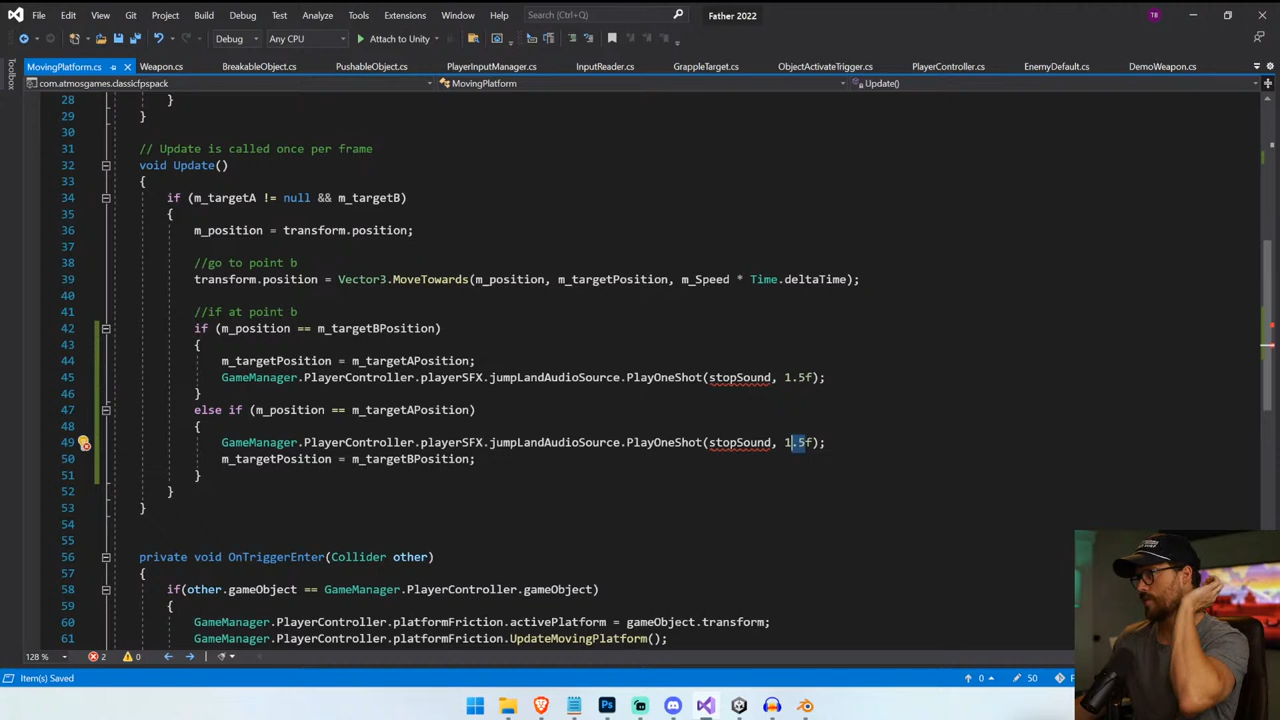 File Edit View Git Project Build Debug Test Analyze Tools Extensions Window Help Search (Ctrl+Q) Father 2022 TB
Debug Any CPU Attach to Unity
Toolbox
MovingPlatform.cs Weapon.cs BreakableObject.cs PushableObject.cs PlayerInputManager.cs InputReader.cs GrappleTarget.cs ObjectActivateTrigger.cs PlayerController.cs EnemyDefault.cs DemoWeapon.cs
com.atmosgames.classicfpspack MovingPlatform Update()
28 }
29 }
30
31 // Update is called once per frame
32 void Update()
33 {
34 if (m_targetA != null && m_targetB)
35 {
36 m_position = transform.position;
37
38 //go to point b
39 transform.position = Vector3.MoveTowards(m_position, m_targetPosition, m_Speed * Time.deltaTime);
40
41 //if at point b
42 if (m_position == m_targetBPosition)
43 {
44 m_targetPosition = m_targetAPosition;
45 GameManager.PlayerController.playerSFX.jumpLandAudioSource.PlayOneShot(stopSound, 1.5f);
46 }
47 else if (m_position == m_targetAPosition)
48 {
49 GameManager.PlayerController.playerSFX.jumpLandAudioSource.PlayOneShot(stopSound, 1.5f);
50 m_targetPosition = m_targetBPosition;
51 }
52 }
53 }
54
55
56 private void OnTriggerEnter(Collider other)
57 {
58 if(other.gameObject == GameManager.PlayerController.gameObject)
59 {
60 GameManager.PlayerController.platformFriction.activePlatform = gameObject.transform;
61 GameManager.PlayerController.platformFriction.UpdateMovingPlatform();
128 % 2 0
Item(s) Saved 0 50